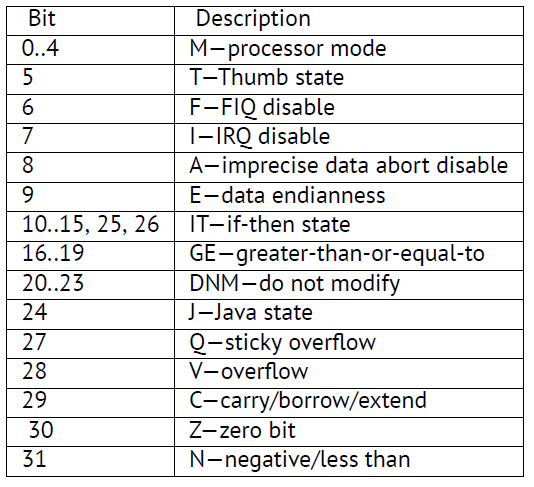 Bit Description
0..4 M—processor mode
5 T—Thumb state
6 F—FIQ disable
7 I—IRQ disable
8 A—imprecise data abort disable
9 E—data endianness
10..15, 25, 26 IT—if-then state
16..19 GE—greater-than-or-equal-to
20..23 DNM—do not modify
24 J—Java state
27 Q—sticky overflow
28 V—overflow
29 C—carry/borrow/extend
30 Z—zero bit
31 N—negative/less than